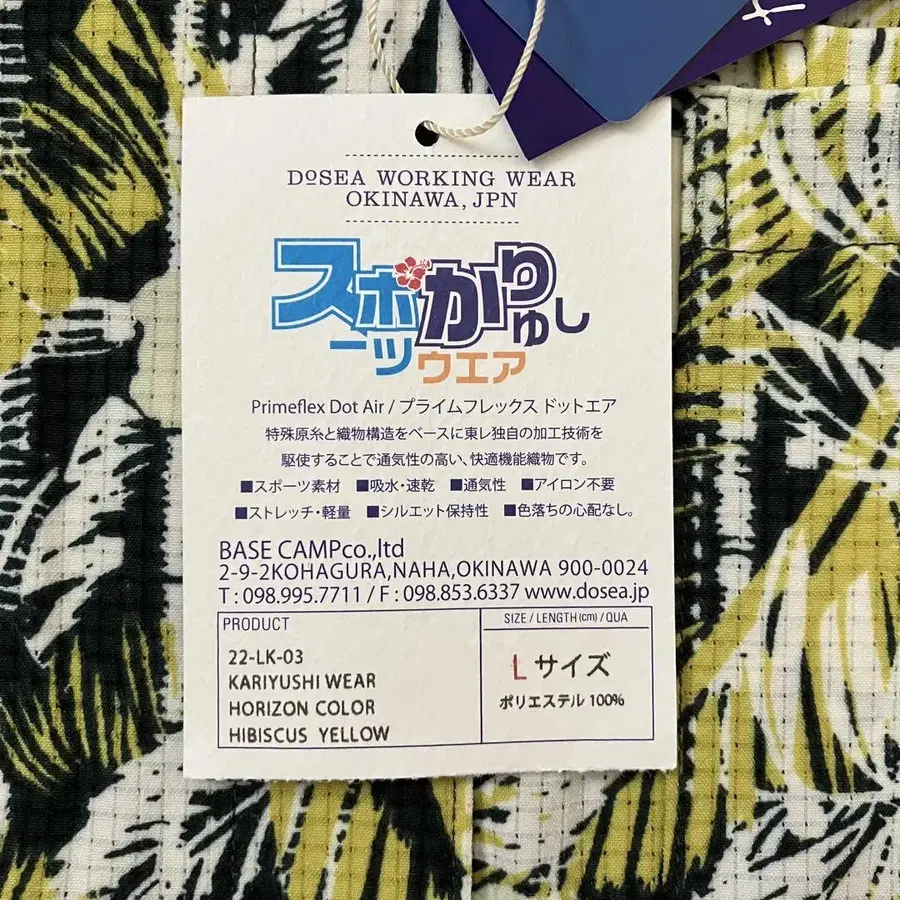 DOSEA WORKING WEAR
OKINAWA, JPN
スポーツ かりゆし
ウエア
Primeflex Dot Air / プライムフレックス ドットエア
特殊原糸と織物構造をベースに東レ独自の加工技術を
駆使することで通気性の高い、快適機能織物です。
■スポーツ素材 ■吸水・速乾 ■通気性 ■アイロン不要
■ストレッチ・軽量 ■シルエット保持性 ■色落ちの心配なし。
BASE CAMPco.,ltd
2-9-2KOHAGURA,NAHA,OKINAWA 900-0024
T : 098.995.7711 / F : 098.853.6337 www.dosea.jp
PRODUCT
22-LK-03
KARIYUSHI WEAR
HORIZON COLOR
HIBISCUS YELLOW
SIZE / LENGTH (cm) / QUA
L サイズ
ポリエステル 100%